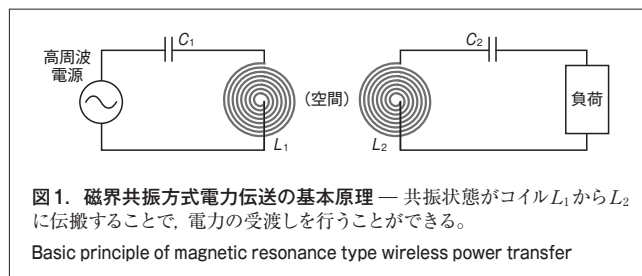 高周波
電源
C1
L1
（空間）
C2
L2
負荷
図1．磁界共振方式電力伝送の基本原理 — 共振状態がコイルL1からL2
に伝搬することで，電力の受渡しを行うことができる。
Basic principle of magnetic resonance type wireless power transfer